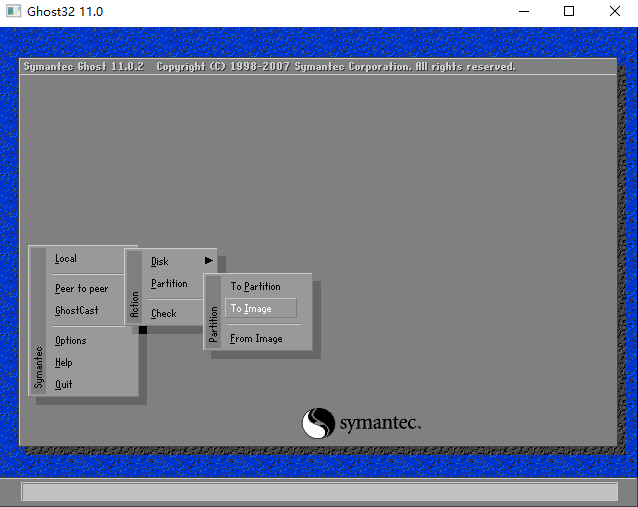 Ghost32 11.0
Symantec Ghost 11.0.2 Copyright (C) 1998-2007 Symantec Corporation. All rights reserved.
Local
Peer to peer
GhostCast
Options
Help
Quit
Symantec
Disk
Partition
Check
Action
To Partition
To Image
From Image
Partition
symantec.